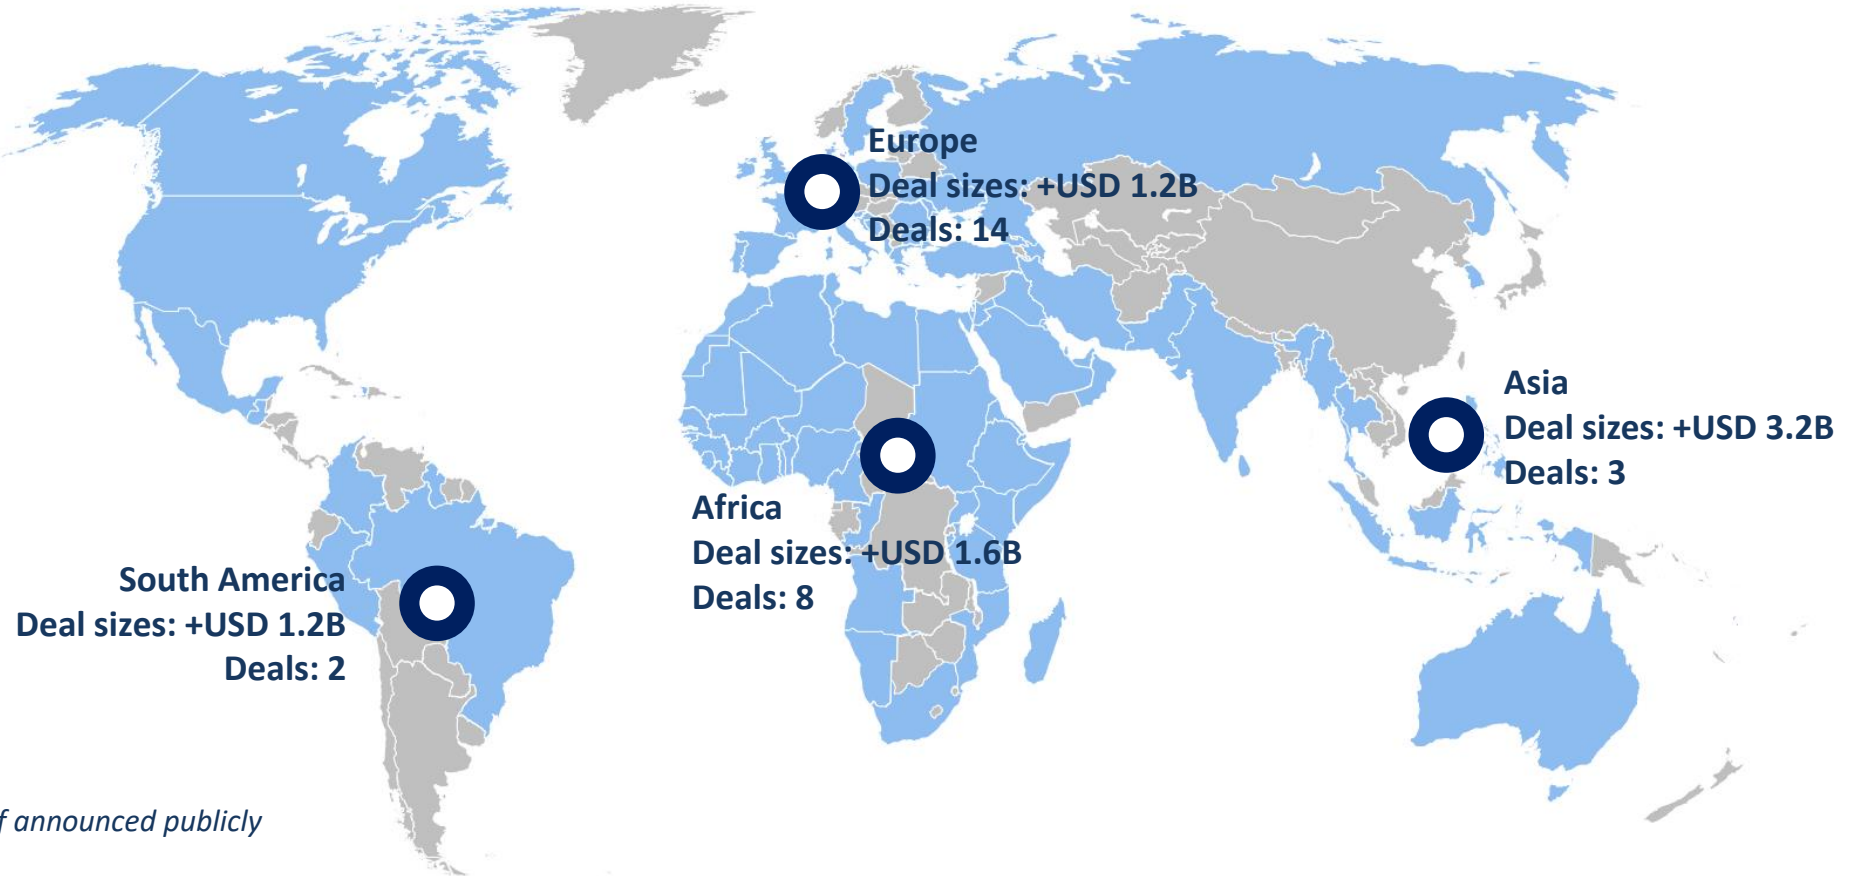 Europe
Deal sizes: +USD 1.2B
Deals: 14
Asia
Deal sizes: +USD 3.2B
Deals: 3
Africa
Deal sizes: +USD 1.6B
Deals: 8
South America
Deal sizes: +USD 1.2B
Deals: 2
announced publicly